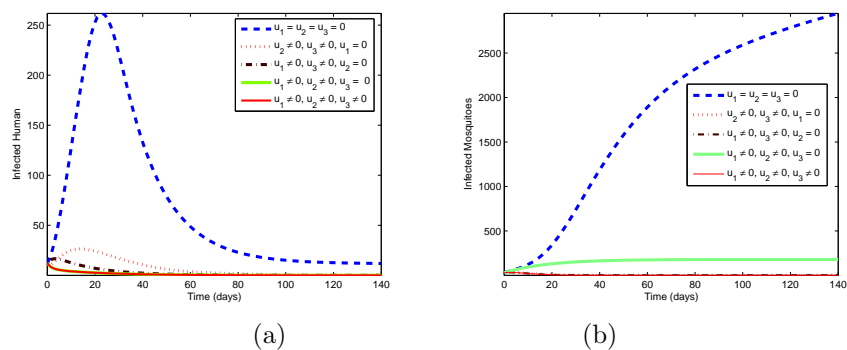 250
200
150
100
50
Infected Human
0 20 40 60 80 100 120 140
Time (days)
u₁ = u₂ = u₃ = 0
u₂ ≠ 0, u₃ ≠ 0, u₁ = 0
u₁ ≠ 0, u₃ ≠ 0, u₂ = 0
u₁ ≠ 0, u₂ ≠ 0, u₃ = 0
u₁ ≠ 0, u₂ ≠ 0, u₃ ≠ 0
(a)
2500
2000
1500
1000
500
Infected Mosquitoes
0 20 40 60 80 100 120 140
Time (days)
u₁ = u₂ = u₃ = 0
u₂ ≠ 0, u₃ ≠ 0, u₁ = 0
u₁ ≠ 0, u₃ ≠ 0, u₂ = 0
u₁ ≠ 0, u₂ ≠ 0, u₃ = 0
u₁ ≠ 0, u₂ ≠ 0, u₃ ≠ 0
(b)